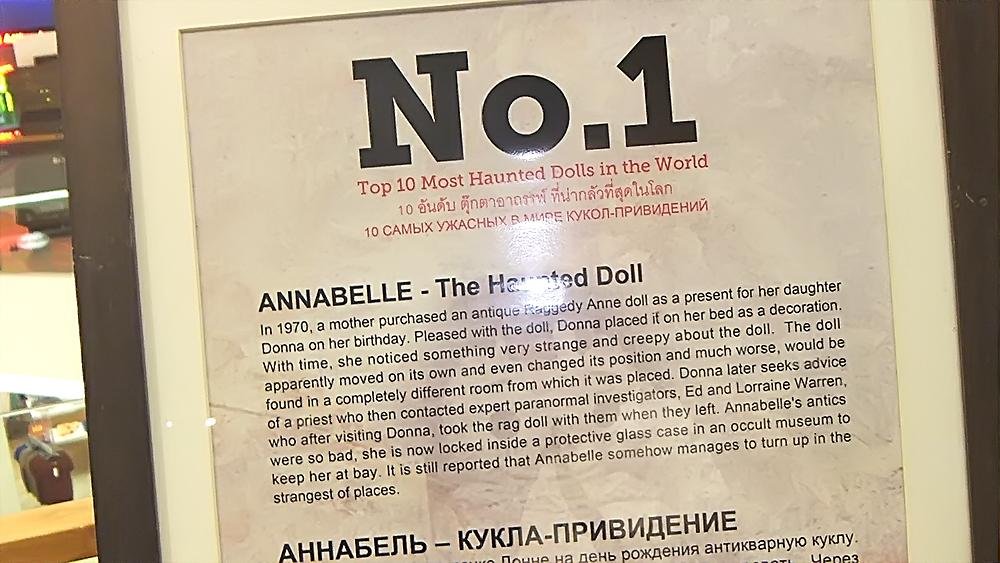 No.1
Top 10 Most Haunted Dolls in the World
10 อันดับ ตุ๊กตาอาถรรพ์ ที่น่ากลัวที่สุดในโลก
10 САМЫХ УЖАСНЫХ В МИРЕ КУКОЛ-ПРИВИДЕНИЙ
ANNABELLE - The Haunted Doll
In 1970, a mother purchased an antique Raggedy Anne doll as a present for her daughter
Donna on her birthday. Pleased with the doll, Donna placed if on her bed as a decoration.
With time, she noticed something very strange and creepy about the doll. The doll
apparently moved on its own and even changed its position and much worse, would be
found in a completely different room from which it was placed. Donna later seeks advice
of a priest who then contacted expert paranormal investigators, Ed and Lorraine Warren,
who after visiting Donna, took the rag doll with them when they left. Annabelle's antics
were so bad, she is now locked inside a protective glass case in an occult museum to
keep her at bay. It is still reported that Annabelle somehow manages to turn up in the
strangest of places.
АННАБЕЛЬ – КУКЛА-ПРИВИДЕНИЕ
Донне на день рождения антикварную куклу.
Через